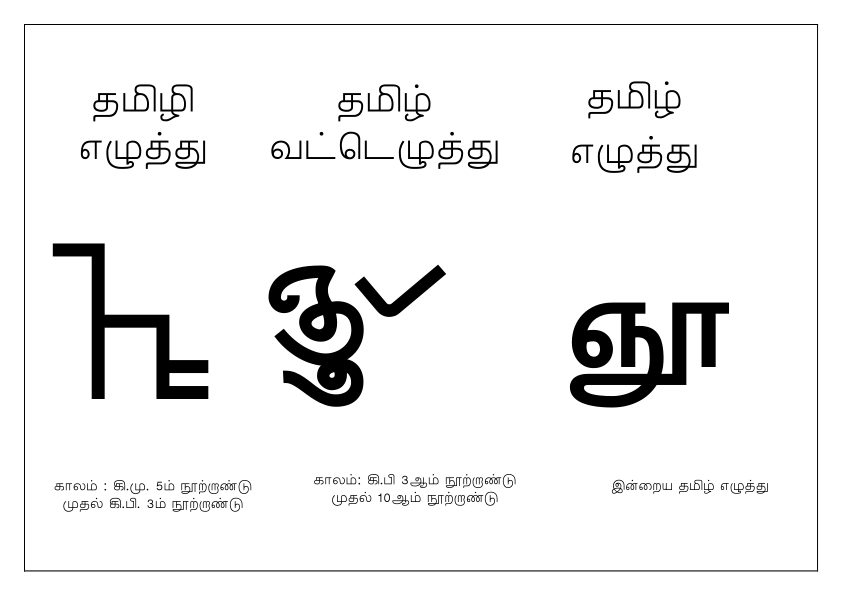 தமிழி
எழுத்து
𑀜𑀽
காலம் : கி.மு. 5ம் நூற்றாண்டு
முதல் கி.பி. 3ம் நூற்றாண்டு
தமிழ்
வட்டெழுத்து
காலம்: கி.பி 3ஆம் நூற்றாண்டு
முதல் 10ஆம் நூற்றாண்டு
தமிழ்
எழுத்து
ஞூ
இன்றைய தமிழ் எழுத்து